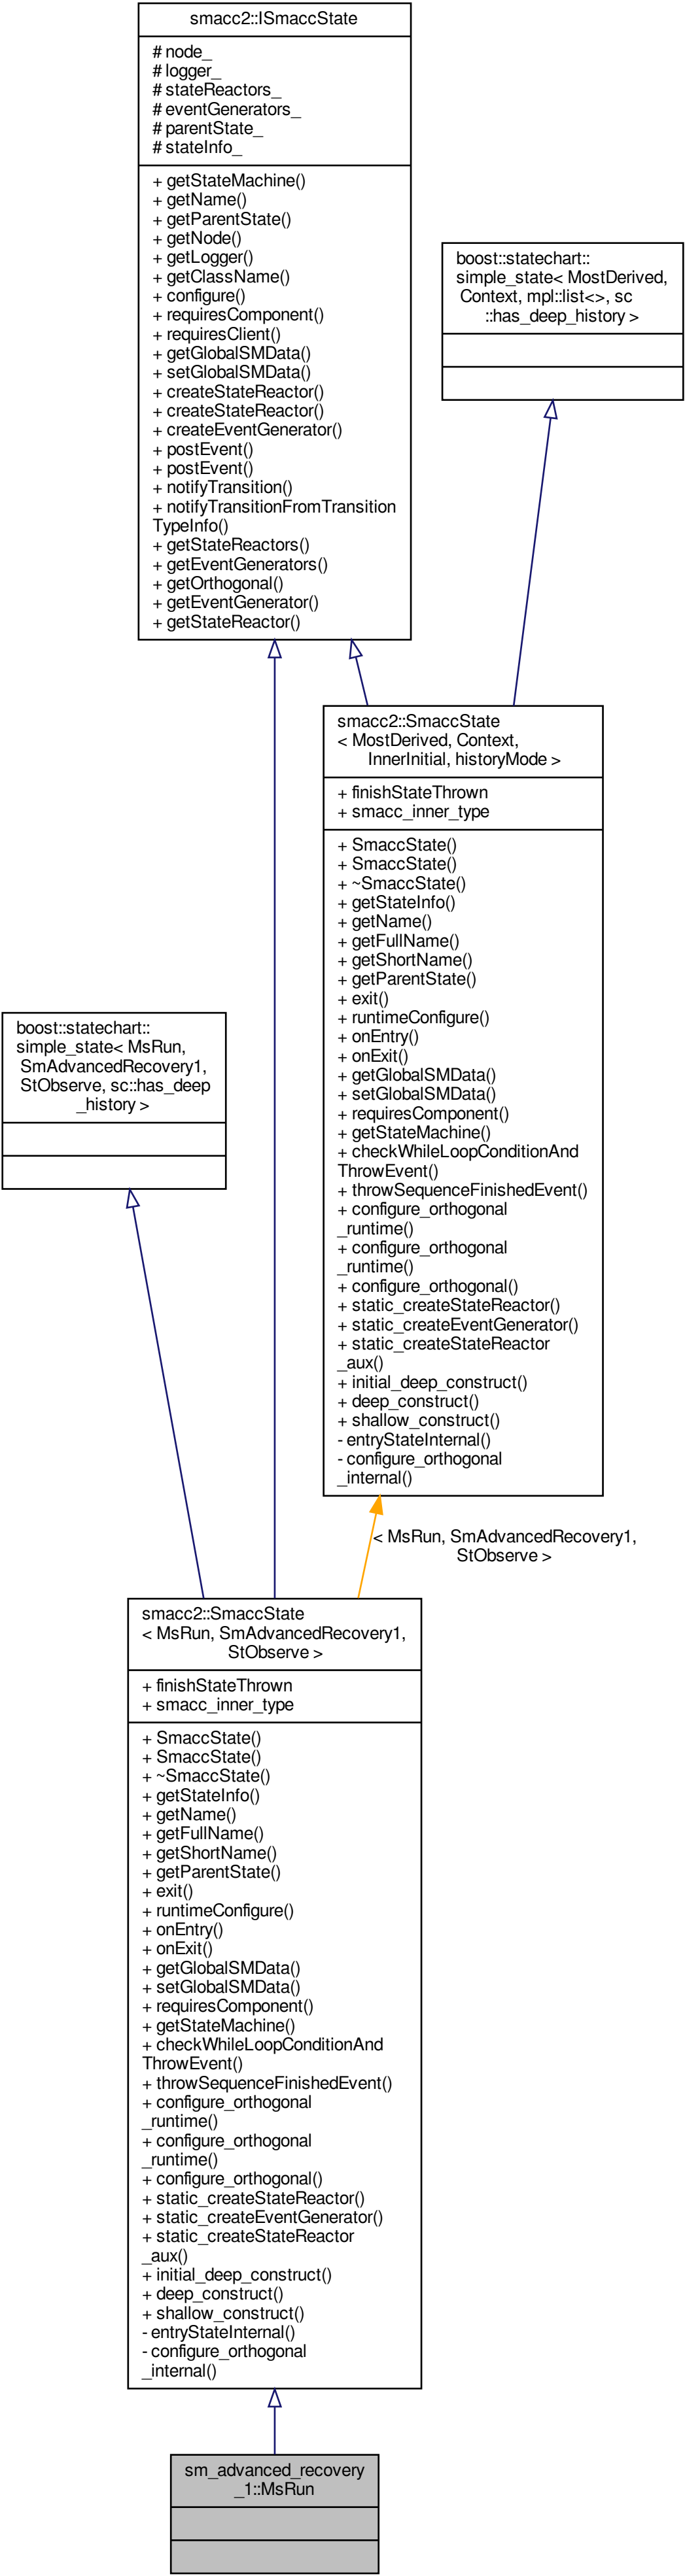 smacc2::ISmaccState
# node_
# logger_
# stateReactors_
# eventGenerators_
# parentState_
# stateInfo_
+ getStateMachine()
+ getName()
+ getParentState()
+ getNode()
+ getLogger()
+ getClassName()
+ configure()
+ requiresComponent()
+ requiresClient()
+ getGlobalSMData()
+ setGlobalSMData()
+ createStateReactor()
+ createStateReactor()
+ createEventGenerator()
+ postEvent()
+ postEvent()
+ notifyTransition()
+ notifyTransitionFromTransition
TypeInfo()
+ getStateReactors()
+ getEventGenerators()
+ getOrthogonal()
+ getEventGenerator()
+ getStateReactor()
boost::statechart::
simple_state< MostDerived,
Context, mpl::list<>, sc
::has_deep_history >
smacc2::SmaccState
< MostDerived, Context,
InnerInitial, historyMode >
+ finishStateThrown
+ smacc_inner_type
+ SmaccState()
+ SmaccState()
+ ~SmaccState()
+ getStateInfo()
+ getName()
+ getFullName()
+ getShortName()
+ getParentState()
+ exit()
+ runtimeConfigure()
+ onEntry()
+ onExit()
+ getGlobalSMData()
+ setGlobalSMData()
+ requiresComponent()
+ getStateMachine()
+ checkWhileLoopConditionAnd
ThrowEvent()
+ throwSequenceFinishedEvent()
+ configure_orthogonal
_runtime()
+ configure_orthogonal
_runtime()
+ configure_orthogonal()
+ static_createStateReactor()
+ static_createEventGenerator()
+ static_createStateReactor
_aux()
+ initial_deep_construct()
+ deep_construct()
+ shallow_construct()
- entryStateInternal()
- configure_orthogonal
_internal()
boost::statechart::
simple_state< MsRun,
SmAdvancedRecovery1,
StObserve, sc::has_deep
_history >
< MsRun, SmAdvancedRecovery1,
StObserve >
smacc2::SmaccState
< MsRun, SmAdvancedRecovery1,
StObserve >
+ finishStateThrown
+ smacc_inner_type
+ SmaccState()
+ SmaccState()
+ ~SmaccState()
+ getStateInfo()
+ getName()
+ getFullName()
+ getShortName()
+ getParentState()
+ exit()
+ runtimeConfigure()
+ onEntry()
+ onExit()
+ getGlobalSMData()
+ setGlobalSMData()
+ requiresComponent()
+ getStateMachine()
+ checkWhileLoopConditionAnd
ThrowEvent()
+ throwSequenceFinishedEvent()
+ configure_orthogonal
_runtime()
+ configure_orthogonal
_runtime()
+ configure_orthogonal()
+ static_createStateReactor()
+ static_createEventGenerator()
+ static_createStateReactor
_aux()
+ initial_deep_construct()
+ deep_construct()
+ shallow_construct()
- entryStateInternal()
- configure_orthogonal
_internal()
sm_advanced_recovery
_1::MsRun